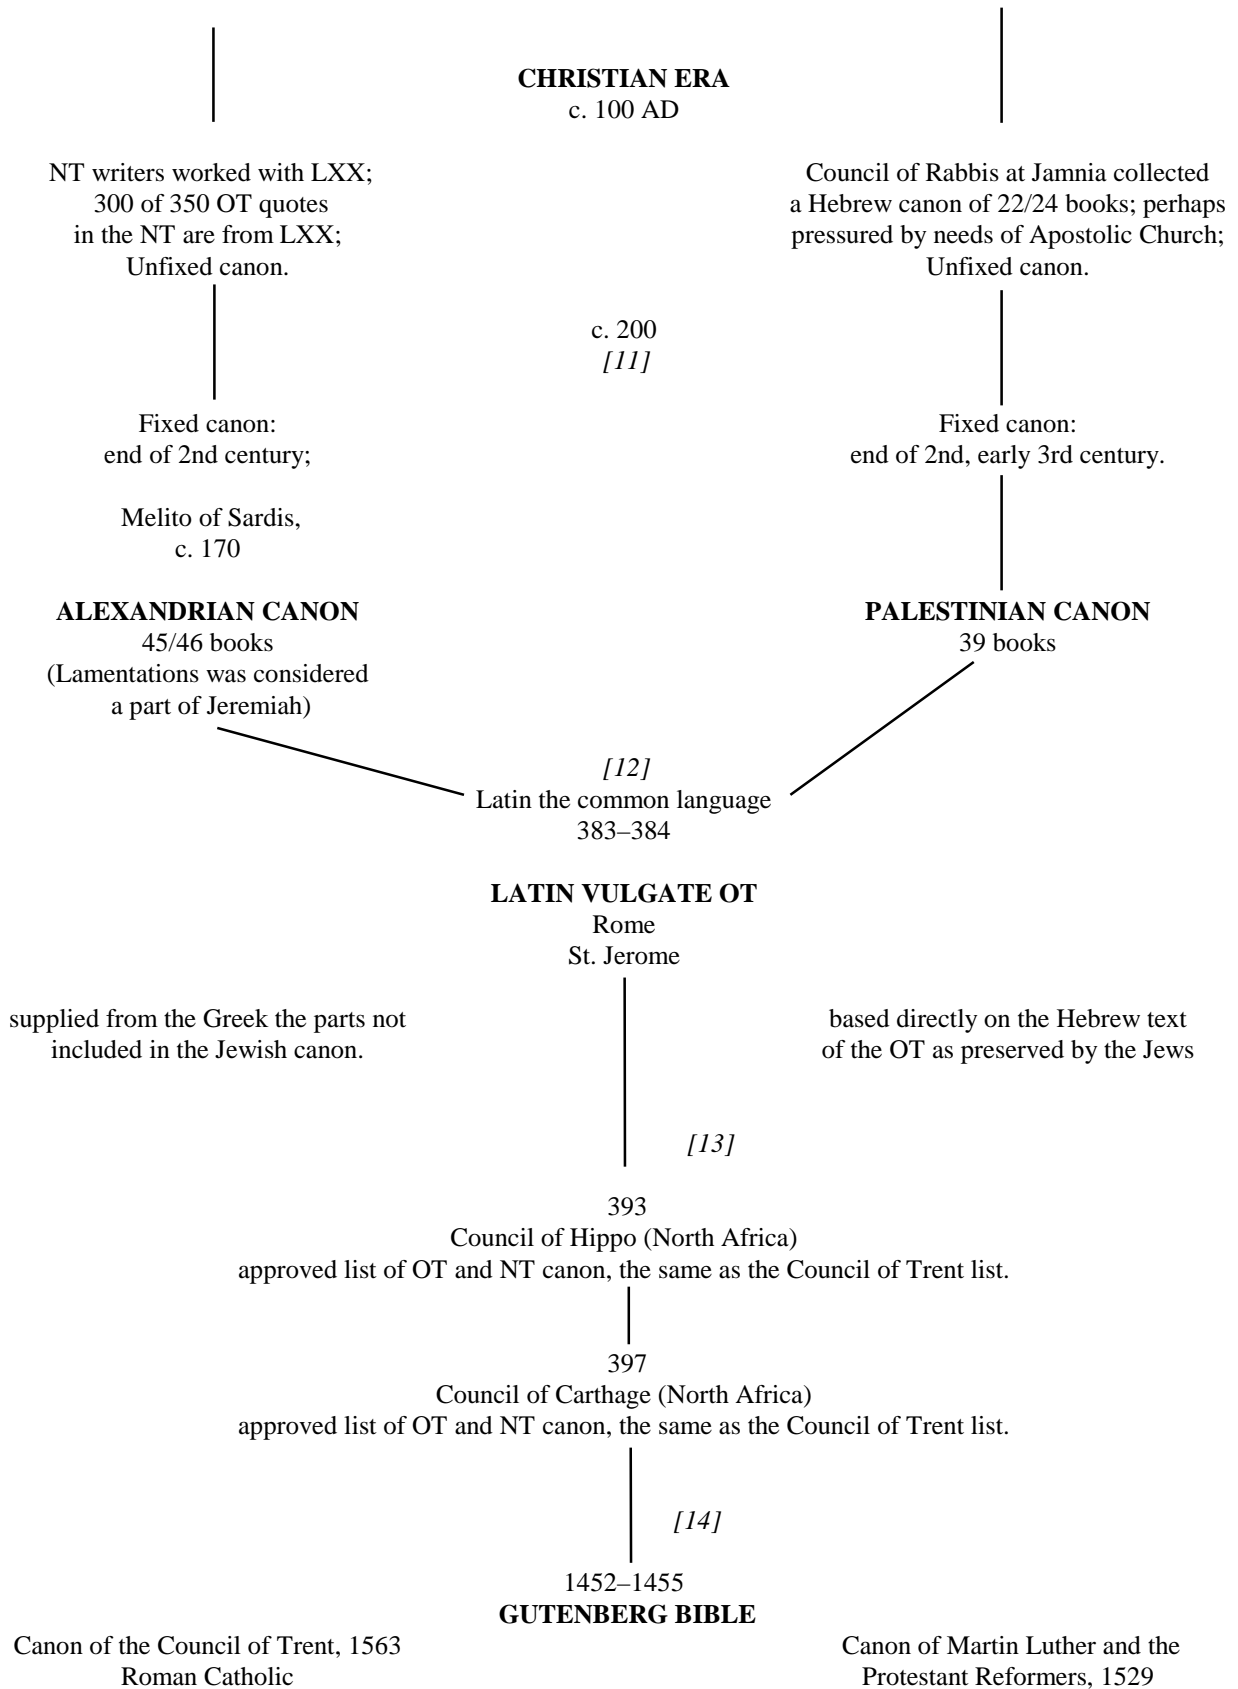 CHRISTIAN ERA
c. 100 AD
NT writers worked with LXX;
300 of 350 OT quotes
in the NT are from LXX;
Unfixed canon.
Council of Rabbis at Jamnia collected
a Hebrew canon of 22/24 books; perhaps
pressured by needs of Apostolic Church;
Unfixed canon.
c. 200
[11]
Fixed canon:
end of 2nd century;
Melito of Sardis,
c. 170
Fixed canon:
end of 2nd, early 3rd century.
ALEXANDRIAN CANON
45/46 books
(Lamentations was considered
a part of Jeremiah)
PALESTINIAN CANON
39 books
[12]
Latin the common language
383–384
LATIN VULGATE OT
Rome
St. Jerome
supplied from the Greek the parts not
included in the Jewish canon.
based directly on the Hebrew text
of the OT as preserved by the Jews
[13]
393
Council of Hippo (North Africa)
approved list of OT and NT canon, the same as the Council of Trent list.
397
Council of Carthage (North Africa)
approved list of OT and NT canon, the same as the Council of Trent list.
[14]
1452–1455
GUTENBERG BIBLE
Canon of the Council of Trent, 1563
Roman Catholic
Canon of Martin Luther and the
Protestant Reformers, 1529